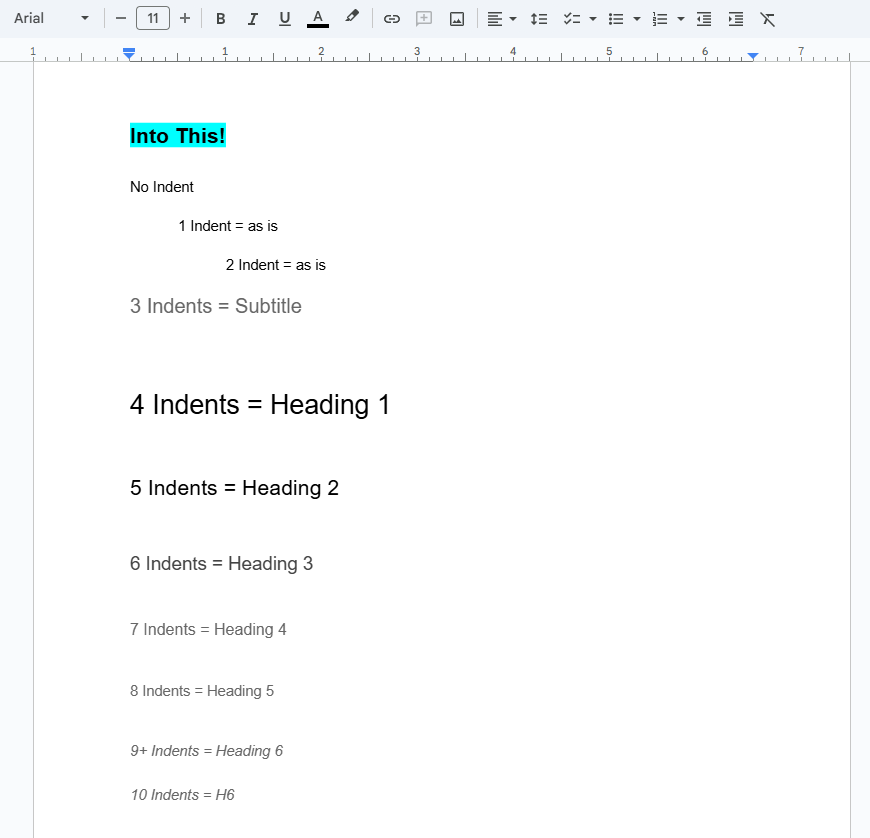 Arial
11
B I U A
1 1 2 3 4 5 6 7
Into This!
No Indent
1 Indent = as is
2 Indent = as is
3 Indents = Subtitle
4 Indents = Heading 1
5 Indents = Heading 2
6 Indents = Heading 3
7 Indents = Heading 4
8 Indents = Heading 5
9+ Indents = Heading 6
10 Indents = H6